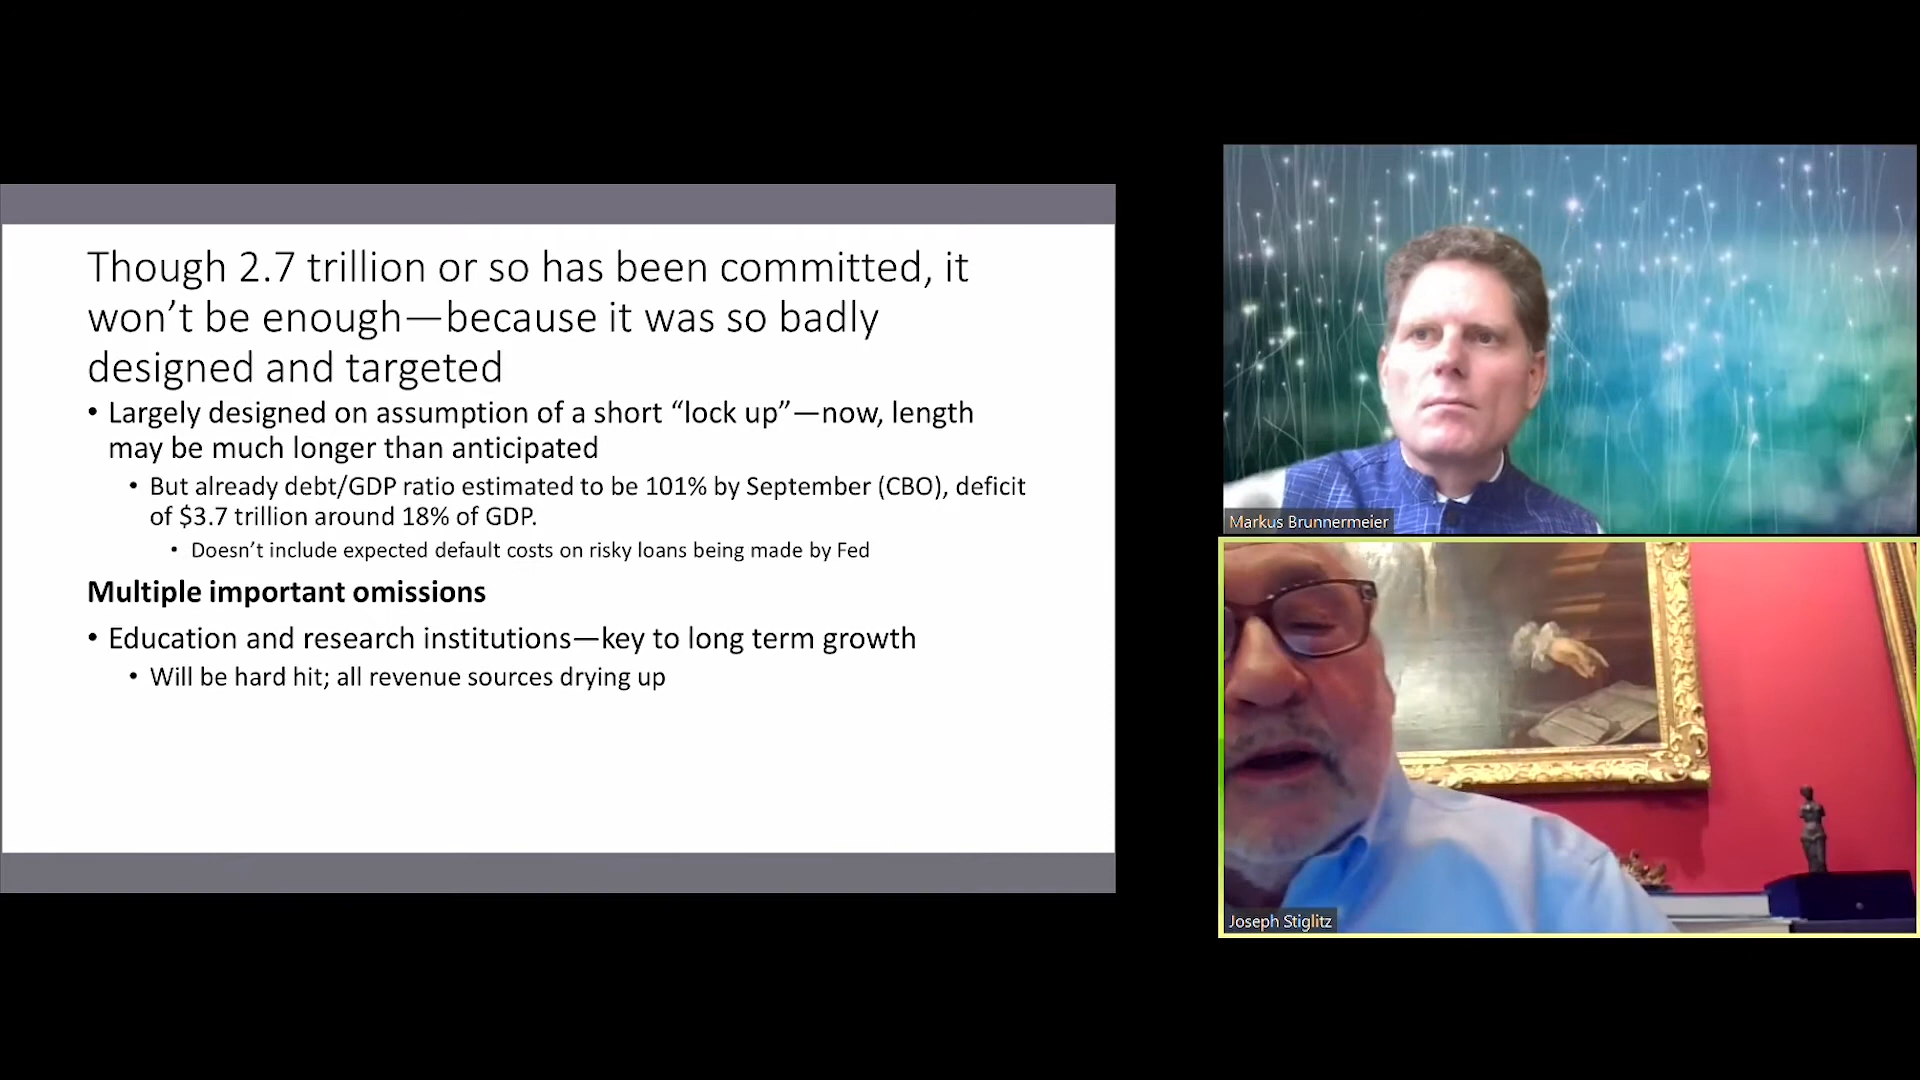 Though 2.7 trillion or so has been committed, it
won’t be enough—because it was so badly
designed and targeted
• Largely designed on assumption of a short “lock up”—now, length
may be much longer than anticipated
• But already debt/GDP ratio estimated to be 101% by September (CBO), deficit
of $3.7 trillion around 18% of GDP.
• Doesn’t include expected default costs on risky loans being made by Fed
Multiple important omissions
• Education and research institutions—key to long term growth
• Will be hard hit; all revenue sources drying up
Markus Brunnermeier
Joseph Stiglitz